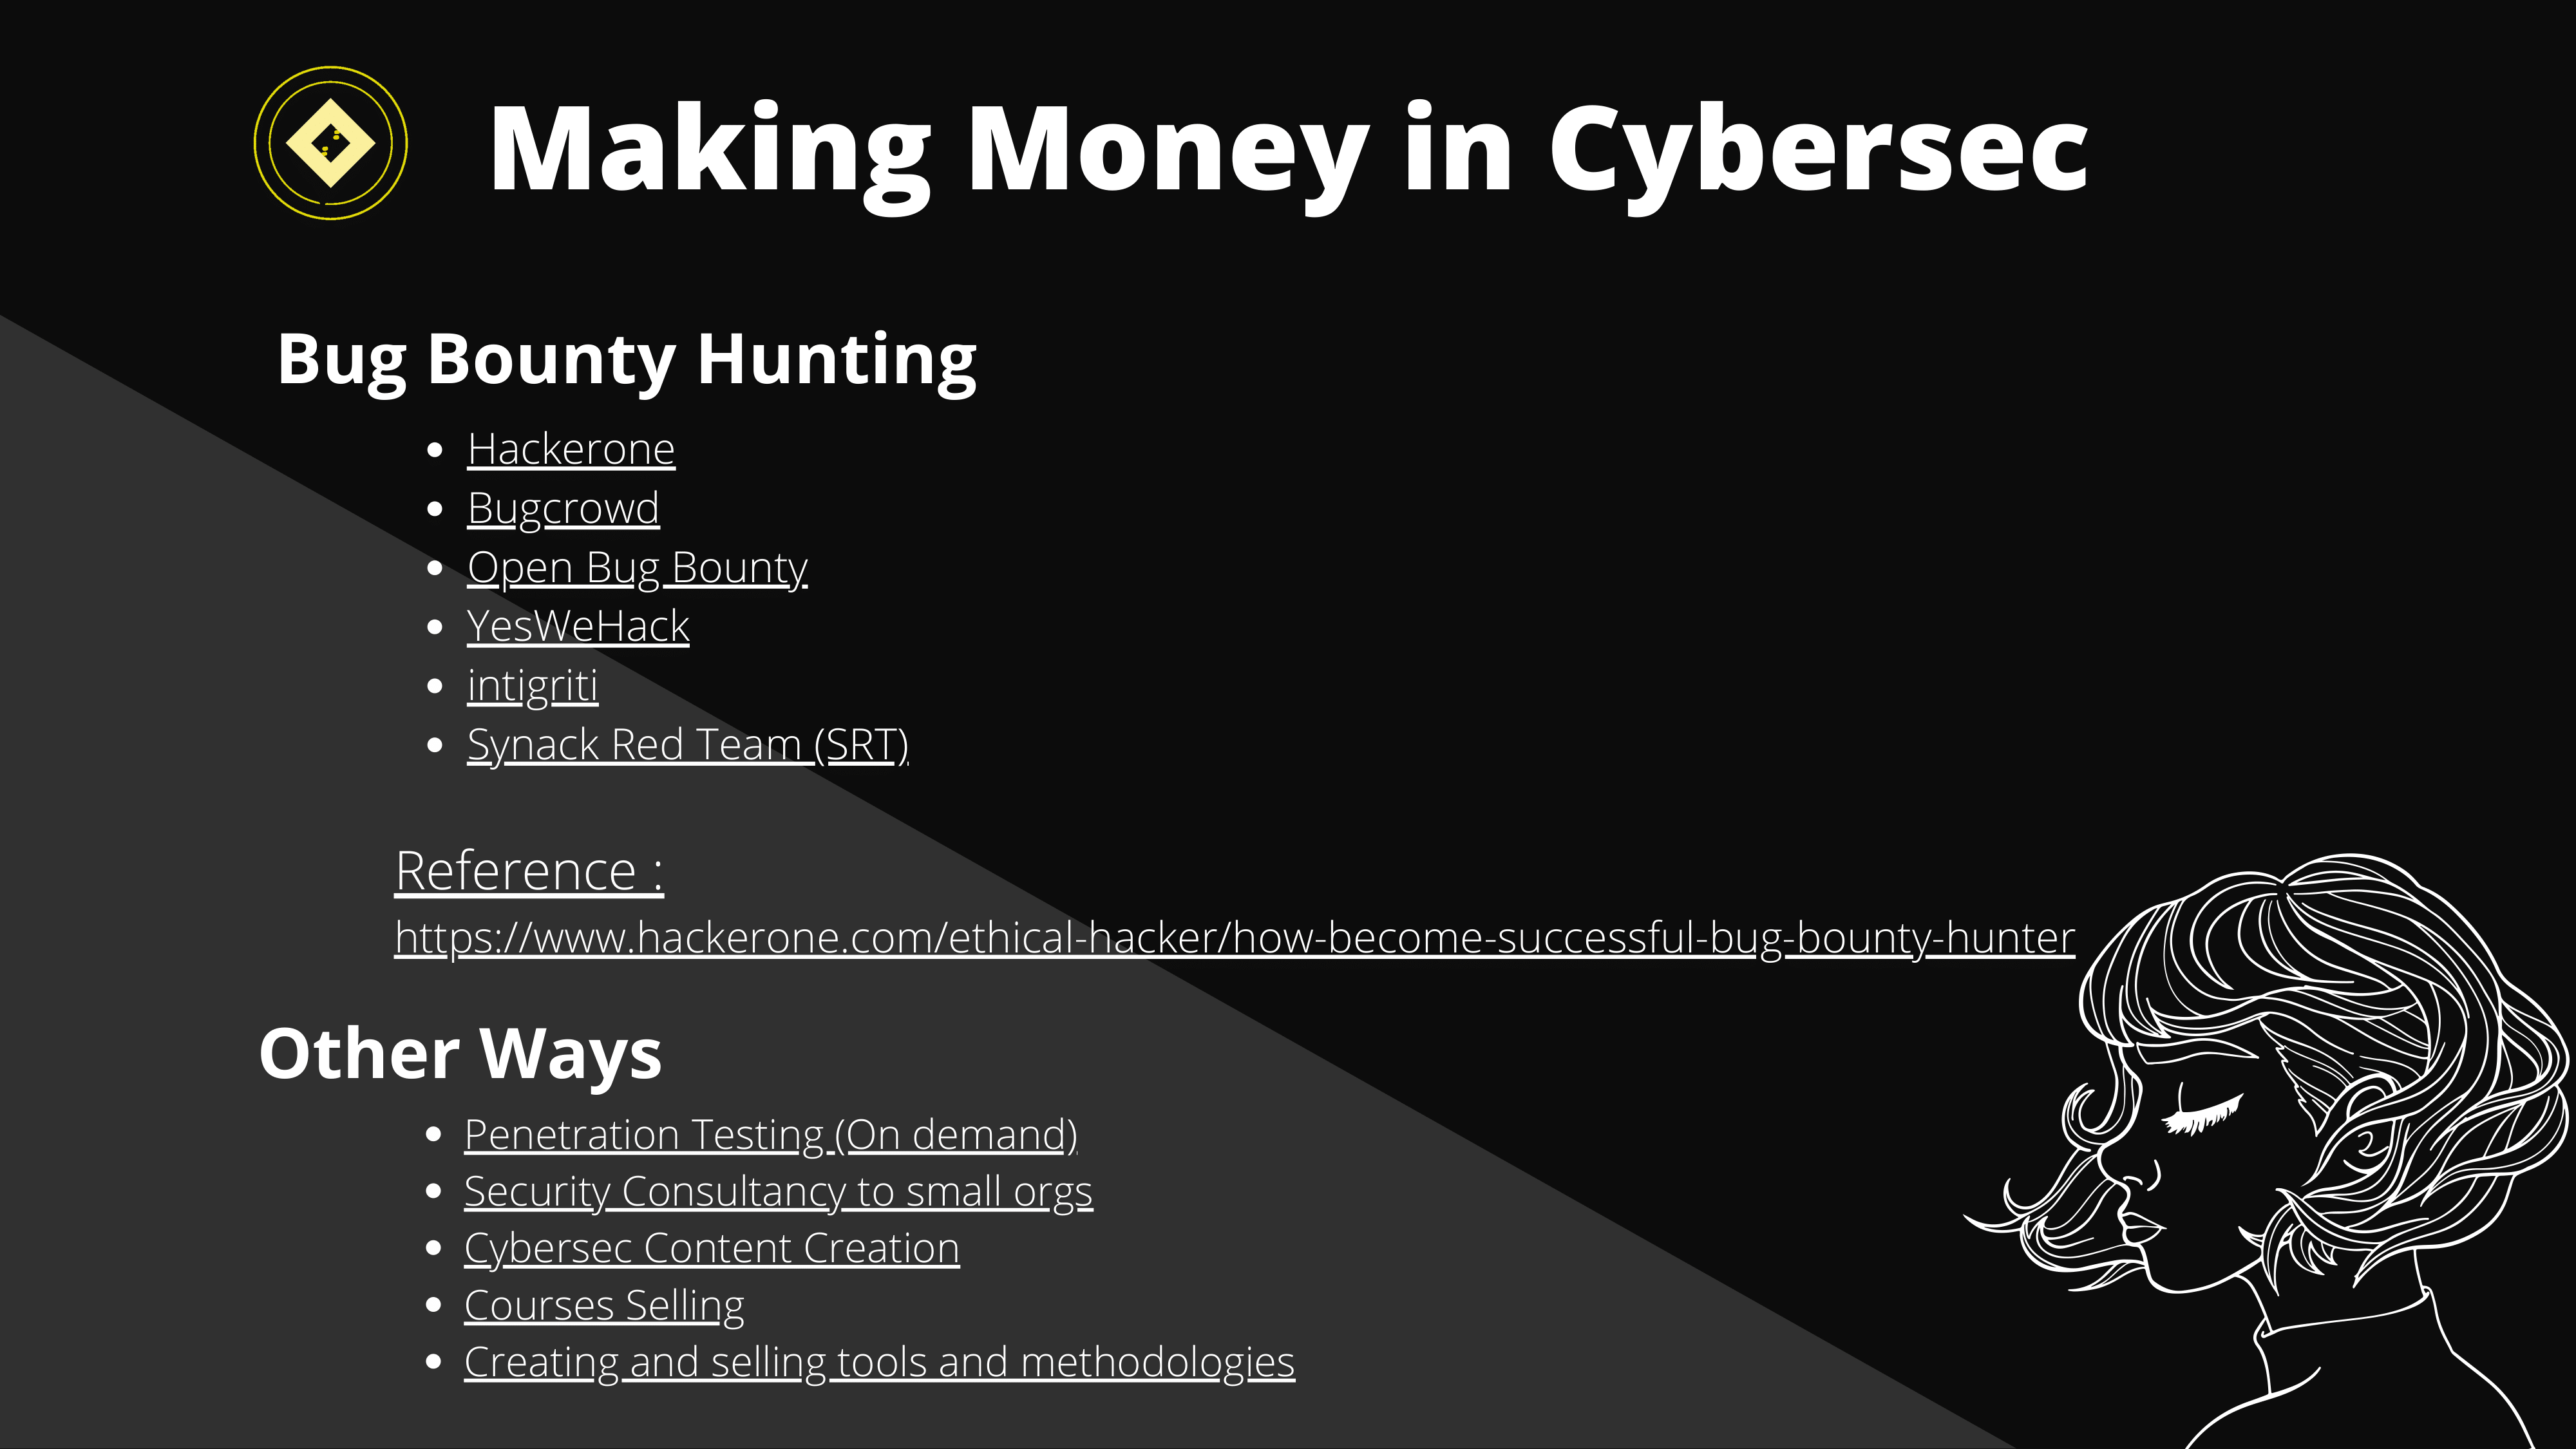 Making Money in Cybersec
Bug Bounty Hunting
Hackerone
Bugcrowd
Open Bug Bounty
YesWeHack
intigriti
Synack Red Team (SRT)
Reference :
https://www.hackerone.com/ethical-hacker/how-become-successful-bug-bounty-hunter
Other Ways
Penetration Testing (On demand)
Security Consultancy to small orgs
Cybersec Content Creation
Courses Selling
Creating and selling tools and methodologies